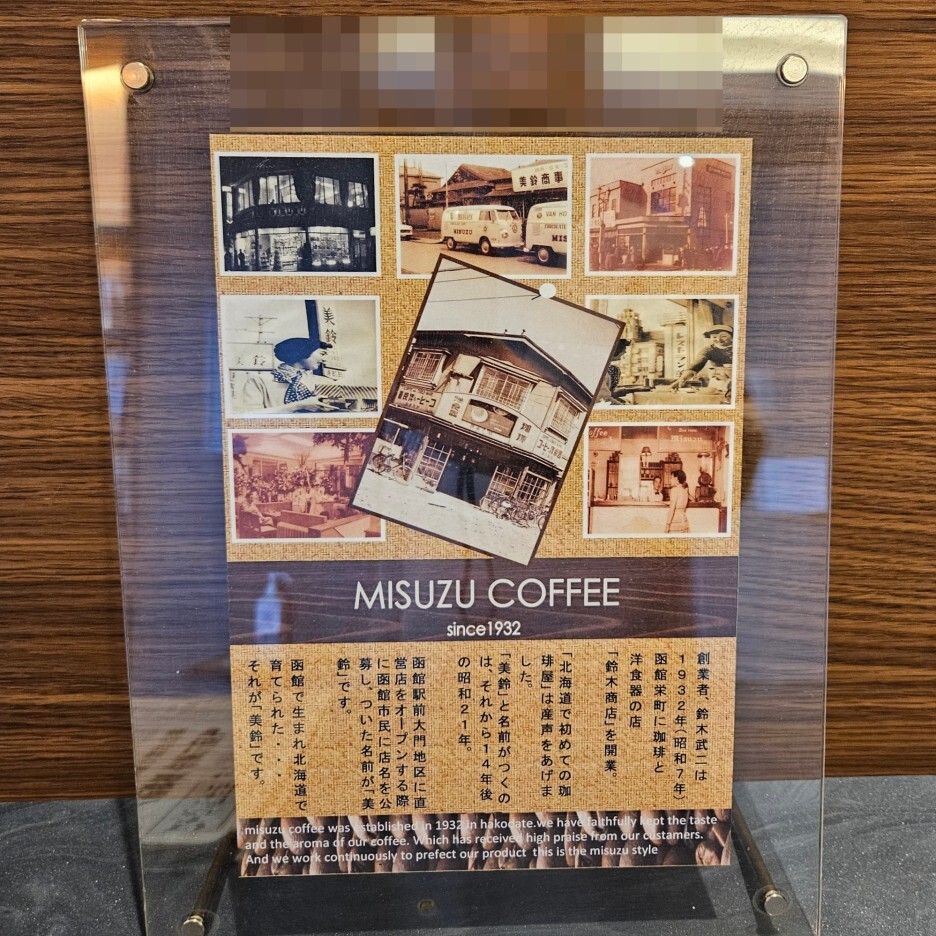 美鈴商事
MISUZU
VAN HO
MIS
美鈴
美鈴
Coffee
珈琲
MISUZU COFFEE
since1932
創業者、鈴木武二は
1932年(昭和7年)
函館栄町に珈琲と
洋食器の店
「鈴木商店」を開業。
「北海道で初めての珈
琲屋」は産声をあげま
した。
「美鈴」と名前がつくの
は、それから14年後
の昭和21年。
函館駅前大門地区に直
営店をオープンする際
に函館市民に店名を公
募し、ついた名前が「美
鈴」です。
函館で生まれ北海道で
育てられた・・・
それが「美鈴」です。
misuzu coffee was established in 1932 in hakodate.we have faithfully kept the taste
and the aroma of our coffee. Which has received high praise from our custamers.
And we work continuously to prefect our product this is the misuzu style